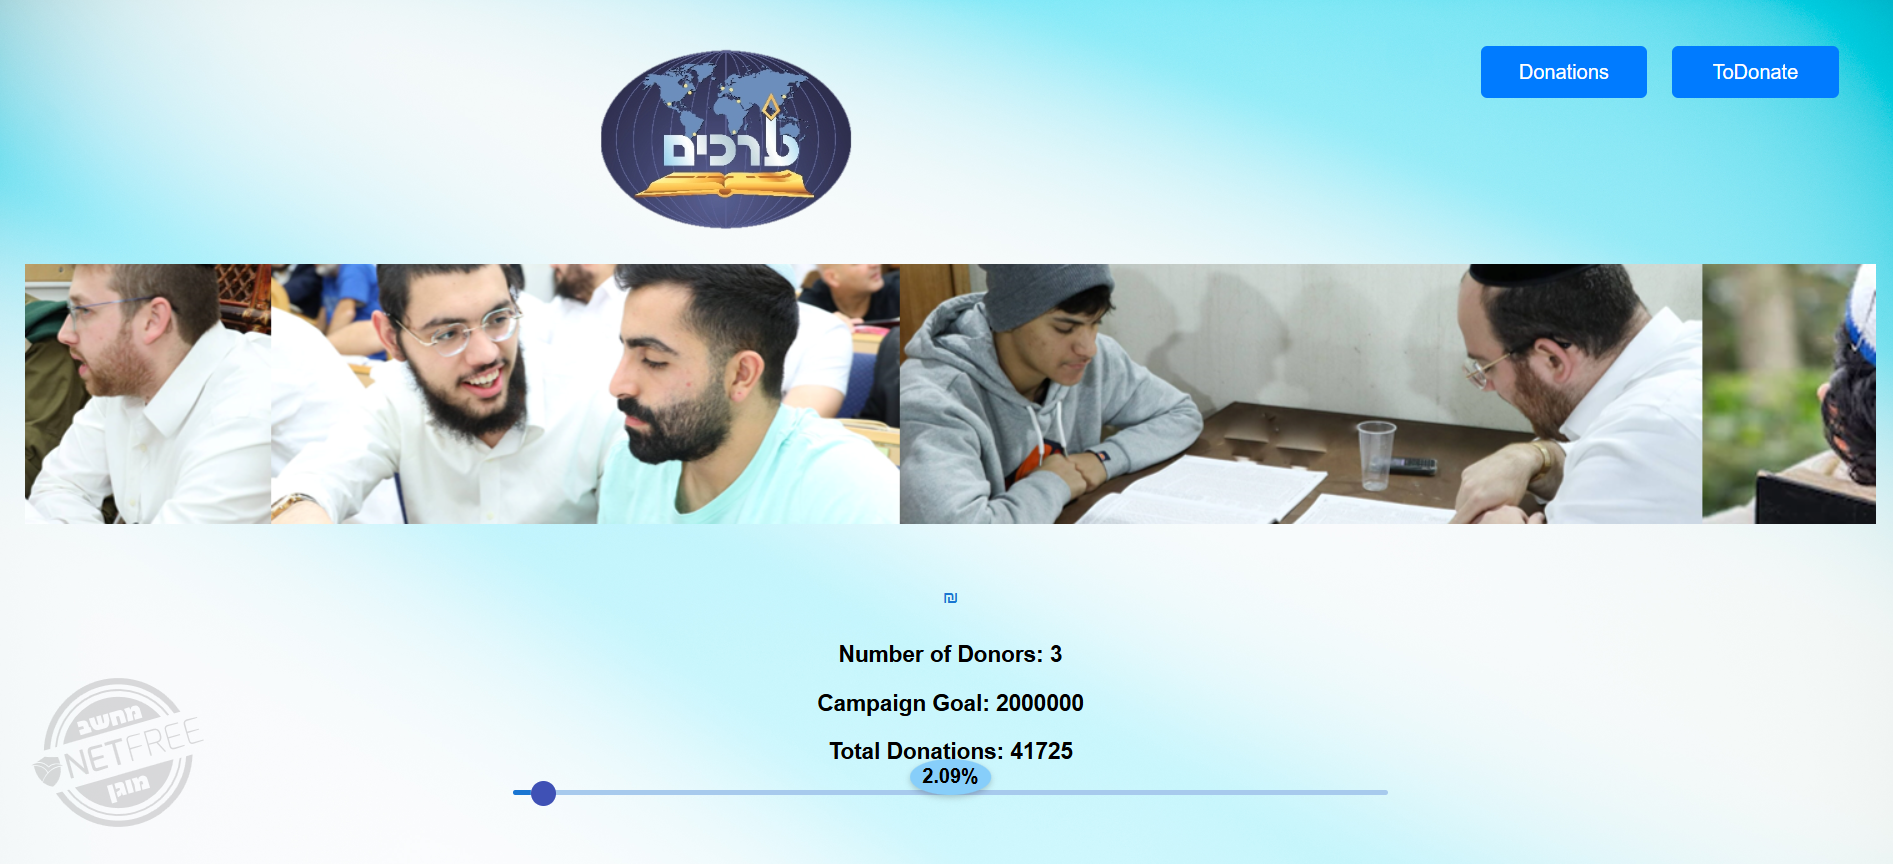 Donations
ToDonate
ערכים
₪
Number of Donors: 3
Campaign Goal: 2000000
Total Donations: 41725
2.09%
מחשב
NETFREE
מוגן